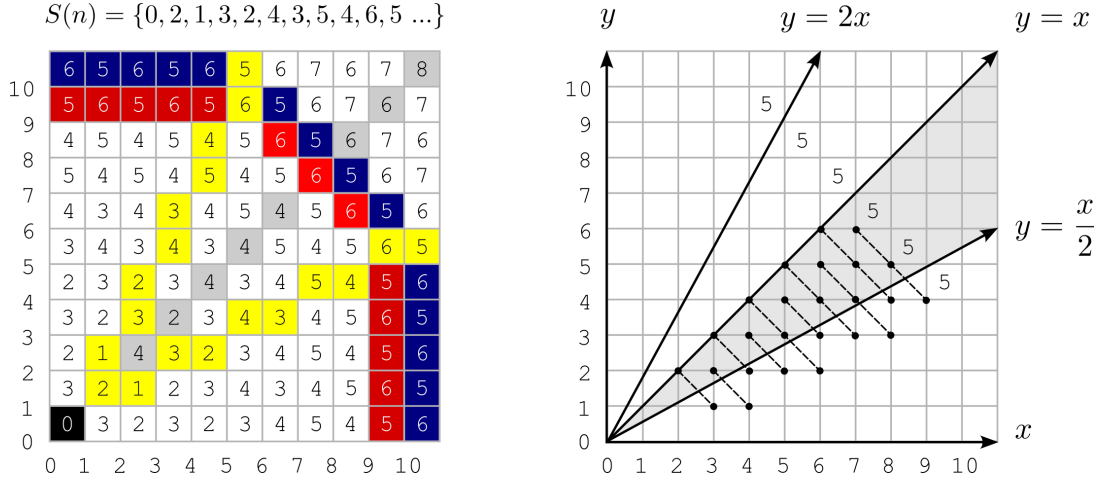 S(n) = {0, 2, 1, 3, 2, 4, 3, 5, 4, 6, 5 ...}
6 5 6 5 6 5 6 7 6 7 8
10
5 6 5 6 5 6 5 6 7 6 7
9
4 5 4 5 4 5 6 5 6 7 6
8
5 4 5 4 5 4 5 6 5 6 7
7
4 3 4 3 4 5 4 5 6 5 6
6
3 4 3 4 3 4 5 4 5 6 5
5
2 3 2 3 4 3 4 5 4 5 6
4
3 2 3 2 3 4 3 4 5 6 5
3
2 1 4 3 2 3 4 5 4 5 6
2
3 2 1 2 3 4 3 4 5 6 5
1
0 3 2 3 2 3 4 5 4 5 6
0
0 1 2 3 4 5 6 7 8 9 10
y
y = 2x
y = x
10
5
9
5
8
5
7
5
6
5
y = x/2
5
5
4
3
2
1
0
x
0 1 2 3 4 5 6 7 8 9 10